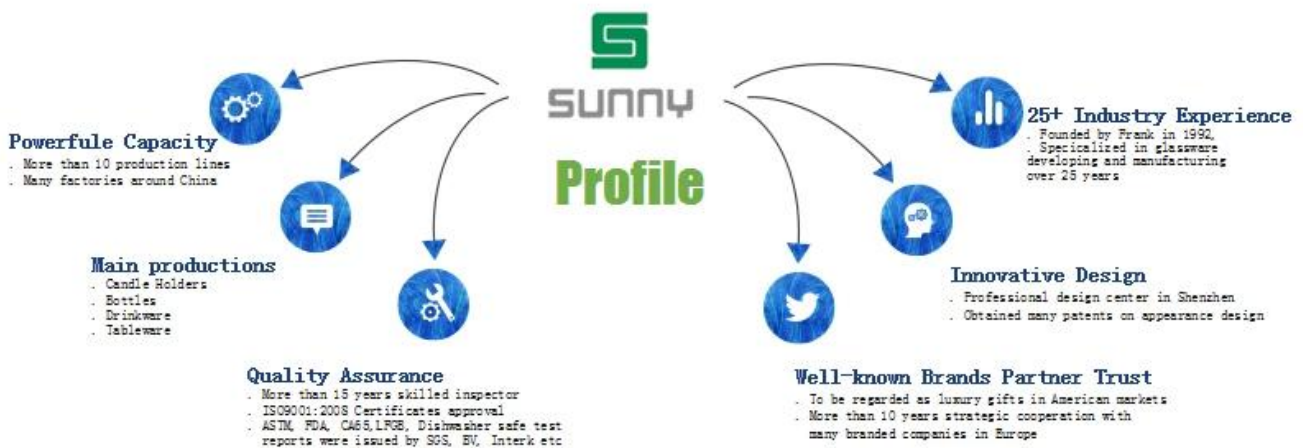 SUNNY
Profile
Powerfule Capacity
. More than 10 production lines
. Many factories around China
Main productions
. Candle Holders
. Bottles
. Drinkware
. Tableware
Quality Assurance
. More than 15 years skilled inspector
. ISO9001:2008 Certificates approval
. ASTM, FDA, CA65,LFGB, Dishwasher safe test
reports were issued by SGS, BV, Interk etc
25+ Industry Experience
. Founded by Frank in 1992,
. Specicalized in glassware
developing and manufacturing
over 25 years
Innovative Design
. Professional design center in Shenzhen
. Obtained many patents on appearance design
Well-known Brands Partner Trust
. To be regarded as luxury gifts in American markets
. More than 10 years strategic cooperation with
many branded companies in Europe